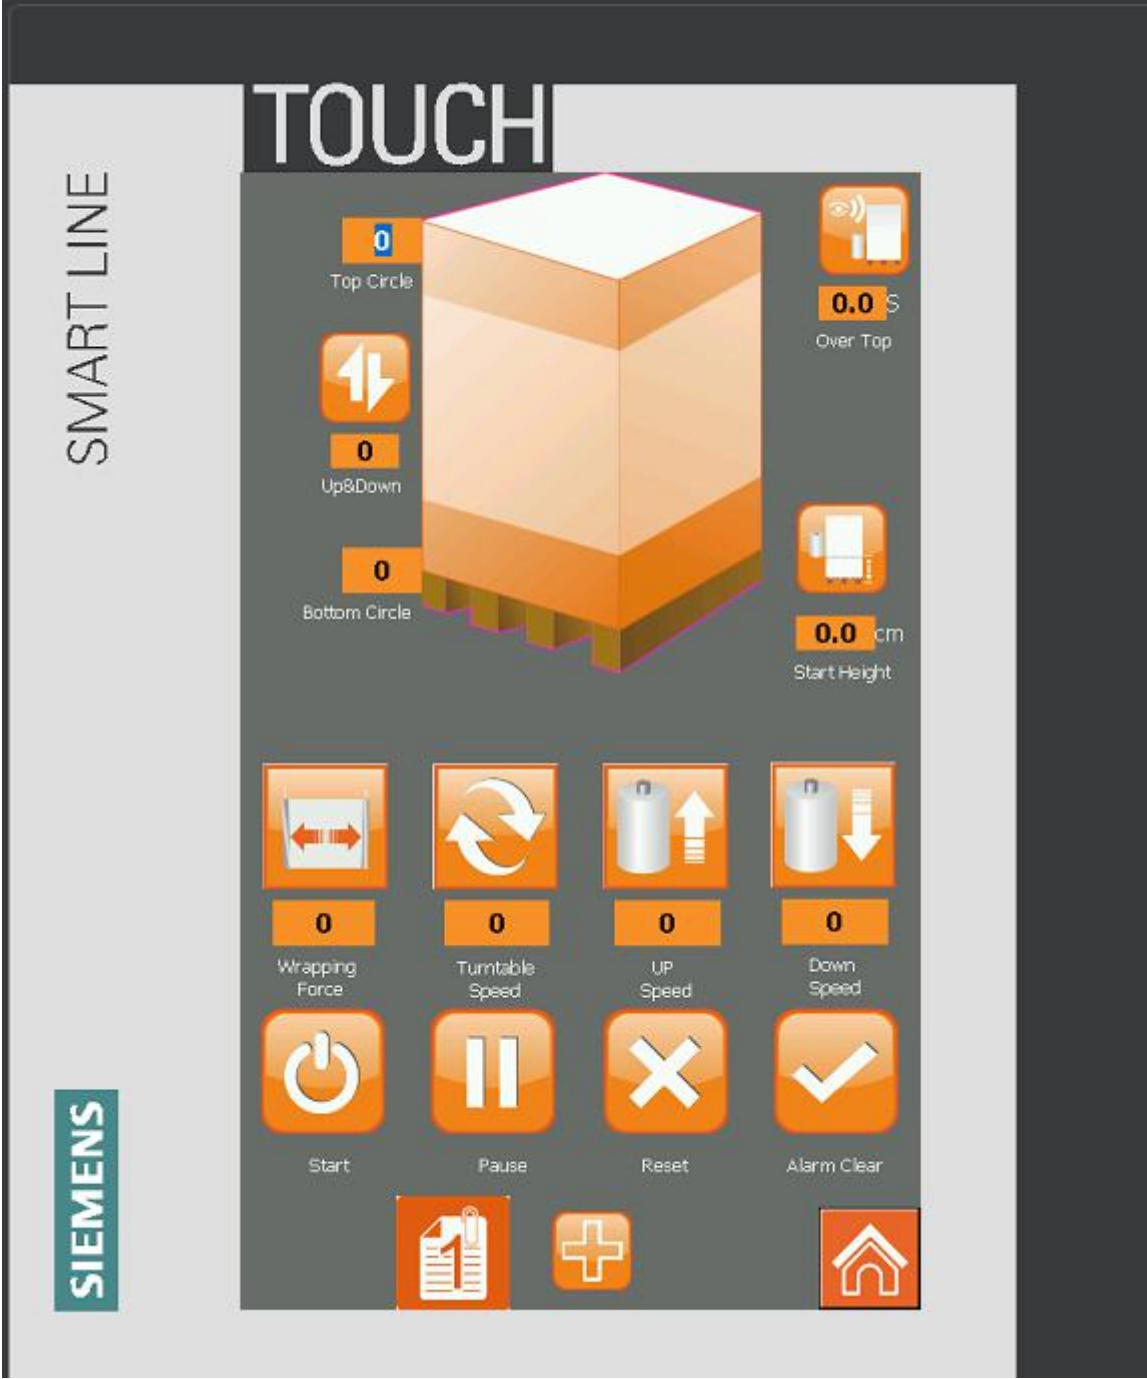 TOUCH
SMART LINE
SIEMENS
0
Top Circle
0.0 S
Over Top
0
Up&Down
0
Bottom Circle
0.0 cm
Start Height
0
0
0
0
Wrapping
Force
Turntable
Speed
UP
Speed
Down
Speed
Start
Pause
Reset
Alarm Clear
1